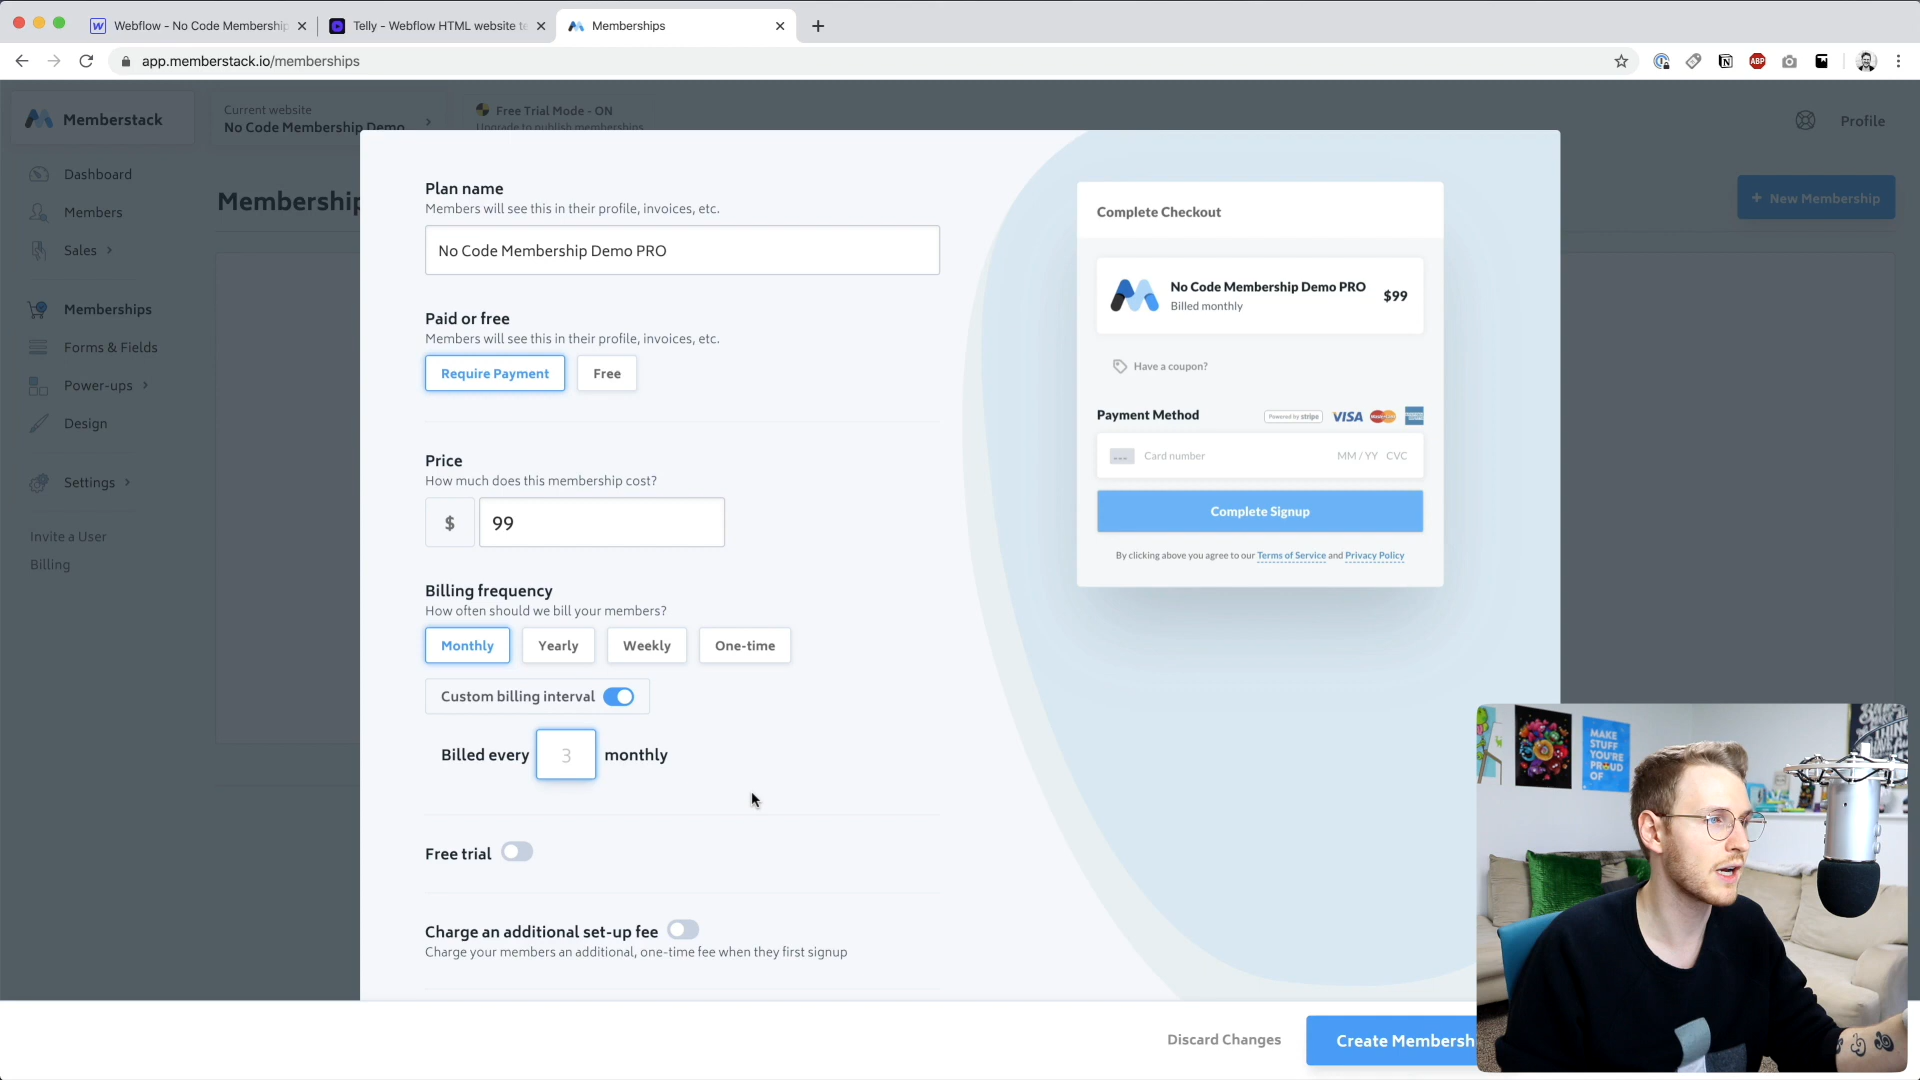 Webflow - No Code Membership
Telly - Webflow HTML website te
Memberships
app.memberstack.io/memberships
ABP
Memberstack
Current website
No Code Membership Demo
Free Trial Mode - ON
Upgrade to publish memberships
Profile
Dashboard
Members
Sales
Memberships
Forms & Fields
Power-ups
Design
Settings
Invite a User
Billing
Membership
+ New Membership
Plan name
Members will see this in their profile, invoices, etc.
No Code Membership Demo PRO
Paid or free
Members will see this in their profile, invoices, etc.
Require Payment
Free
Price
How much does this membership cost?
$
99
Billing frequency
How often should we bill your members?
Monthly
Yearly
Weekly
One-time
Custom billing interval
Billed every 3 monthly
Free trial
Charge an additional set-up fee
Charge your members an additional, one-time fee when they first signup
Complete Checkout
No Code Membership Demo PRO
Billed monthly
$99
Have a coupon?
Payment Method
Powered by stripe
VISA
Card number
MM / YY
CVC
Complete Signup
By clicking above you agree to our Terms of Service and Privacy Policy
Discard Changes
Create Membersh
MAKE
STUFF
YOU'RE
PROUD
OF